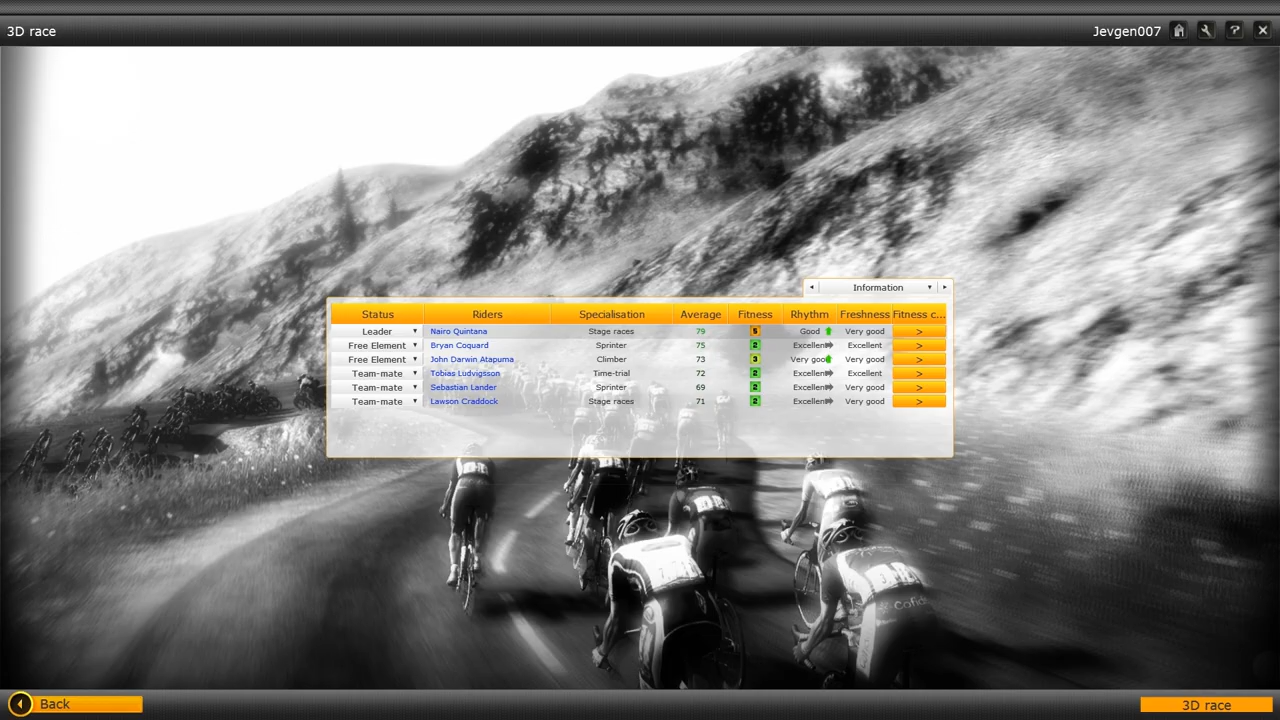 3D race
Jevgen007
Information
Status Riders Specialisation Average Fitness Rhythm Freshness Fitness c...
Leader Nairo Quintana Stage races 79 5 Good Very good >
Free Element Bryan Coquard Sprinter 75 2 Excellent Excellent >
Free Element John Darwin Atapuma Climber 73 3 Very good Very good >
Team-mate Tobias Ludvigsson Time-trial 72 2 Excellent Excellent >
Team-mate Sebastian Lander Sprinter 69 2 Excellent Very good >
Team-mate Lawson Craddock Stage races 71 2 Excellent Very good >
Cofidis
Back
3D race